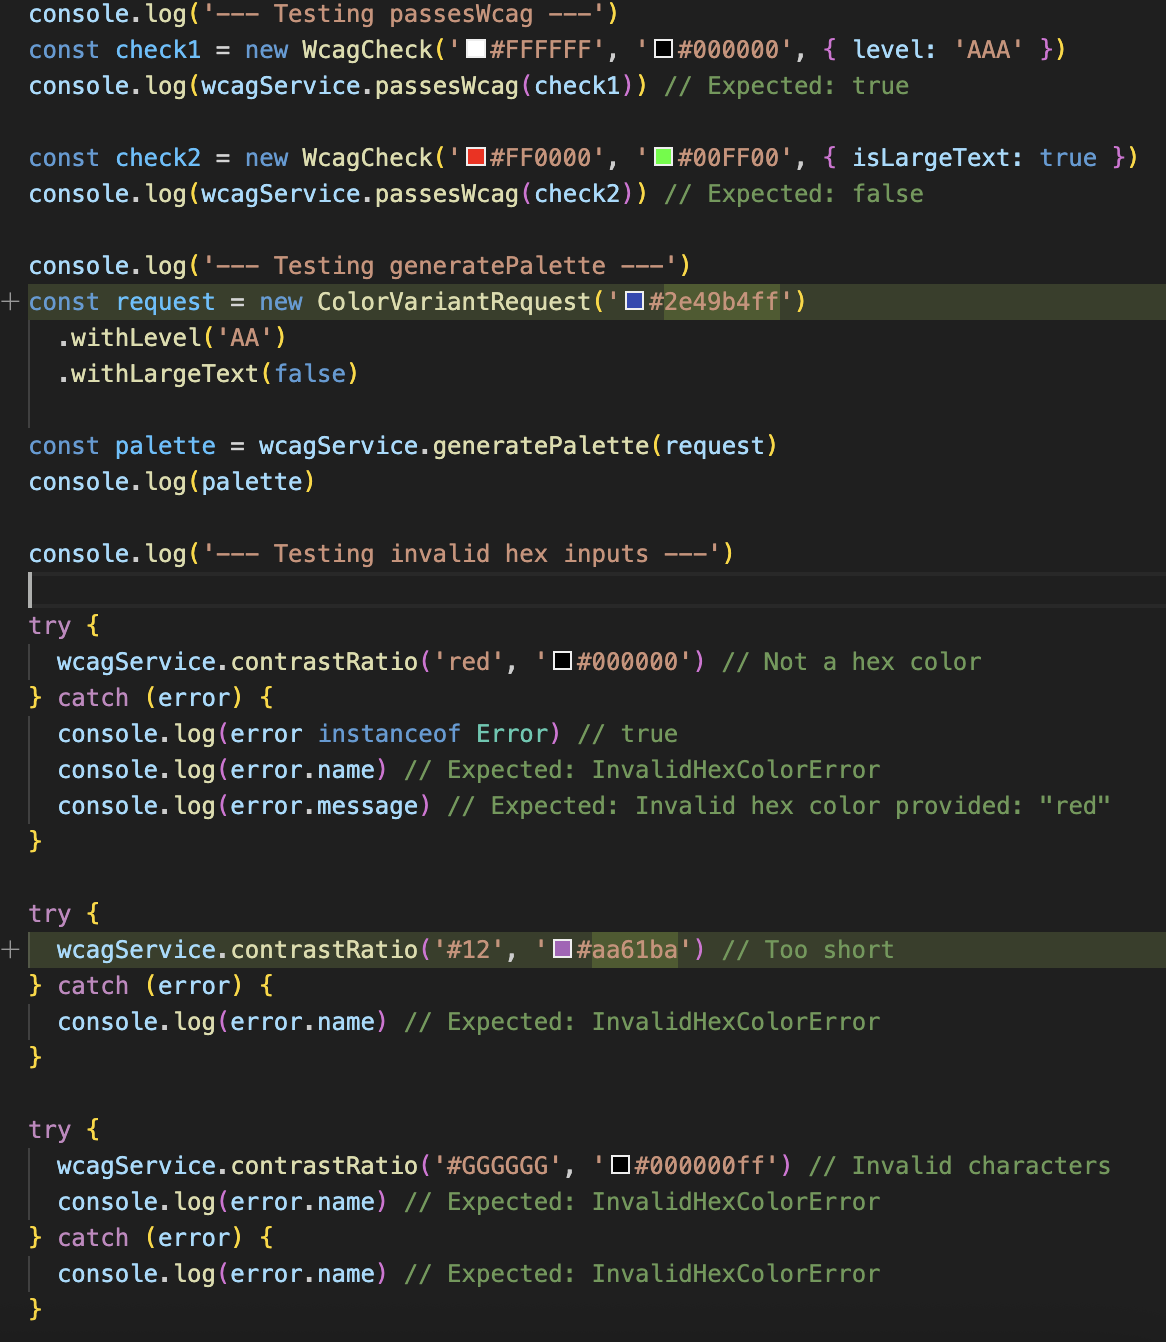 console.log('--- Testing passesWcag ---')
const check1 = new WcagCheck('#FFFFFF', '#000000', { level: 'AAA' })
console.log(wcagService.passesWcag(check1)) // Expected: true
const check2 = new WcagCheck('#FF0000', '#00FF00', { isLargeText: true })
console.log(wcagService.passesWcag(check2)) // Expected: false
console.log('--- Testing generatePalette ---')
const request = new ColorVariantRequest('#2e49b4ff')
.withLevel('AA')
.withLargeText(false)
const palette = wcagService.generatePalette(request)
console.log(palette)
console.log('--- Testing invalid hex inputs ---')
try {
wcagService.contrastRatio('red', '#000000') // Not a hex color
} catch (error) {
console.log(error instanceof Error) // true
console.log(error.name) // Expected: InvalidHexColorError
console.log(error.message) // Expected: Invalid hex color provided: "red"
}
try {
wcagService.contrastRatio('#12', '#aa61ba') // Too short
} catch (error) {
console.log(error.name) // Expected: InvalidHexColorError
}
try {
wcagService.contrastRatio('#GGGGGG', '#000000ff') // Invalid characters
console.log(error.name) // Expected: InvalidHexColorError
} catch (error) {
console.log(error.name) // Expected: InvalidHexColorError
}